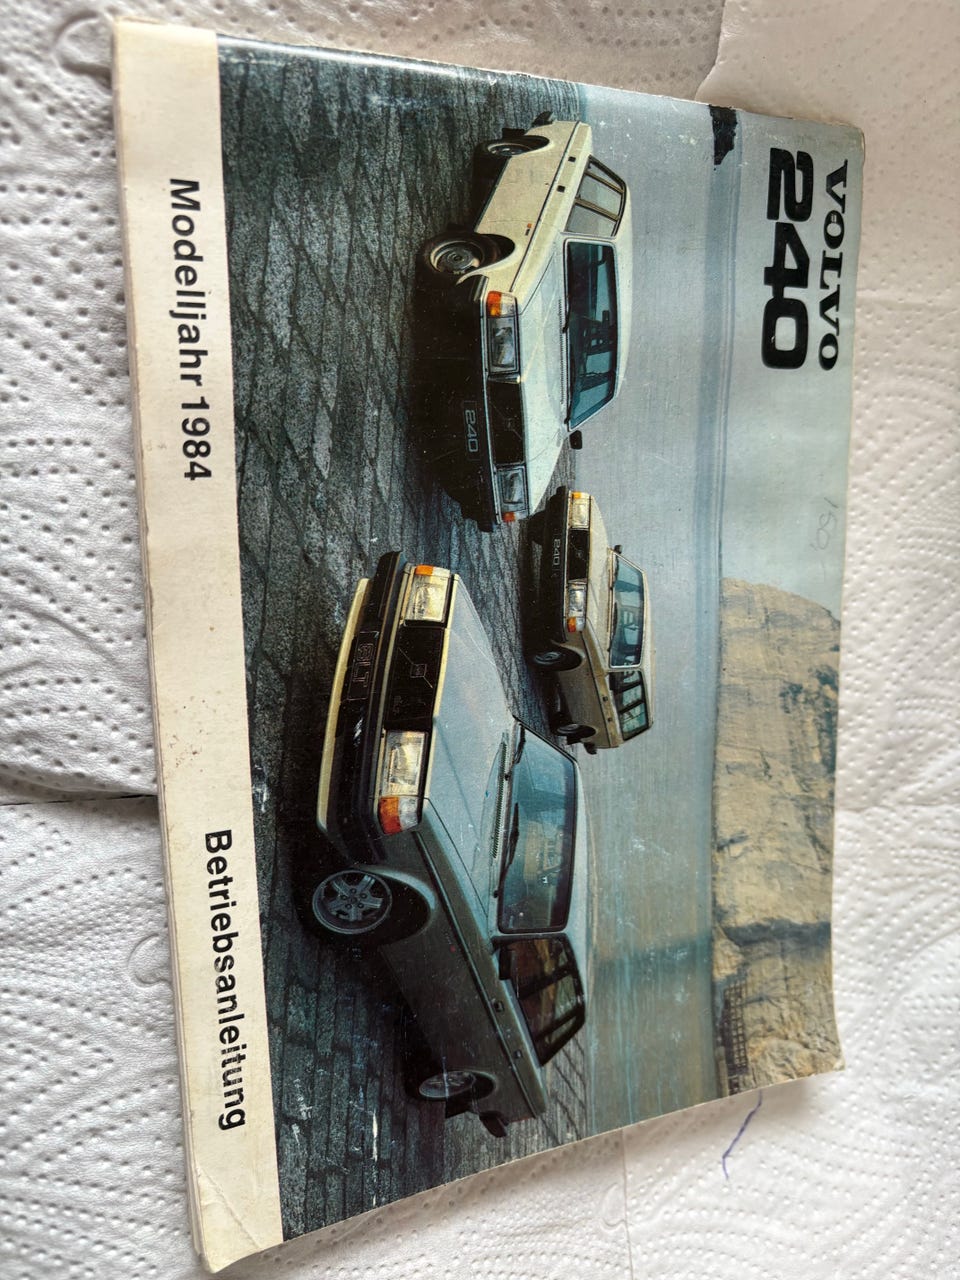 VOLVO
240
240
240
GLT
Modelljahr 1984 Betriebsanleitung